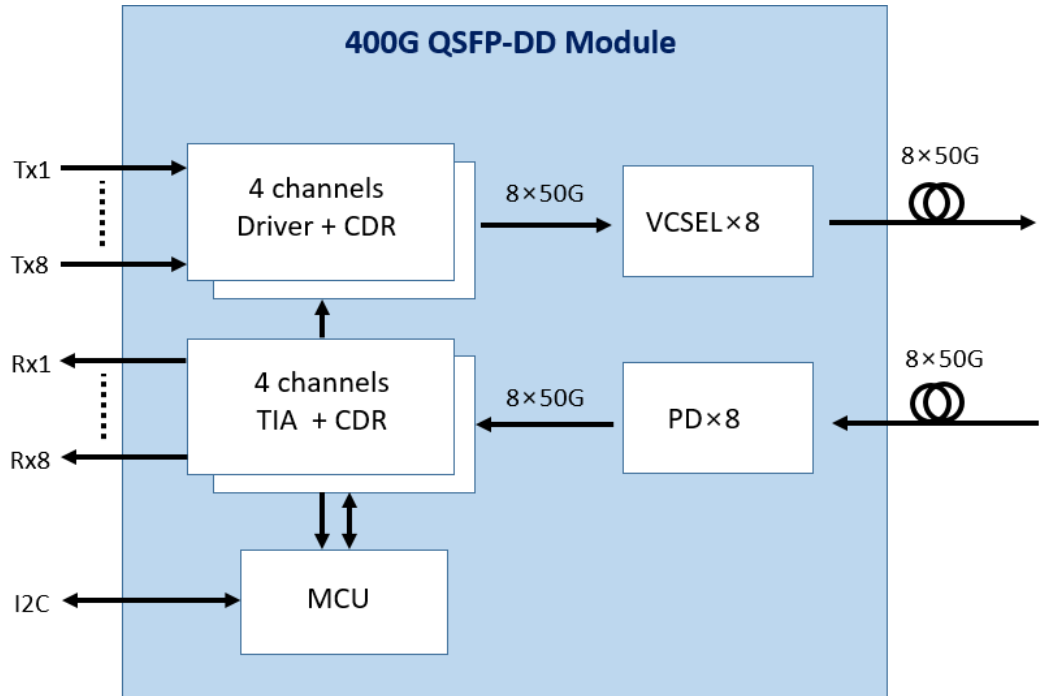 400G QSFP-DD Module
Tx1
Tx8
4 channels
Driver + CDR
8×50G
VCSEL×8
8×50G
Rx1
Rx8
4 channels
TIA + CDR
8×50G
PD×8
8×50G
I2C
MCU